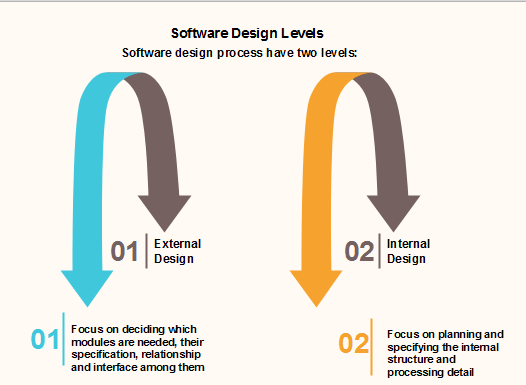 Software Design Levels
Software design process have two levels:
01
External
Design
02
Internal
Design
01
Focus on deciding which
modules are needed, their
specification, relationship
and interface among them
02
Focus on planning and
specifying the internal
structure and
processing detail